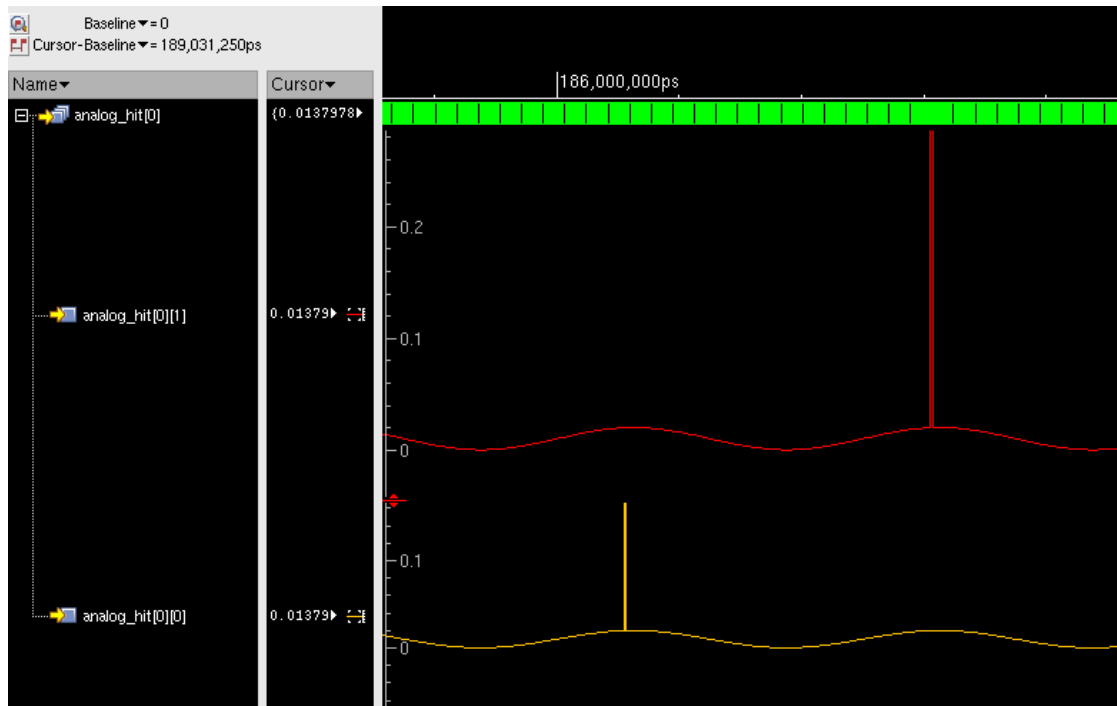 Baseline▼= 0
Cursor-Baseline▼= 189,031,250ps
Name▼ Cursor▼
186,000,000ps
analog_hit[0] {0.0137978▶
0.2
analog_hit[0][1] 0.01379▶
0.1
0
0.1
analog_hit[0][0] 0.01379▶
0